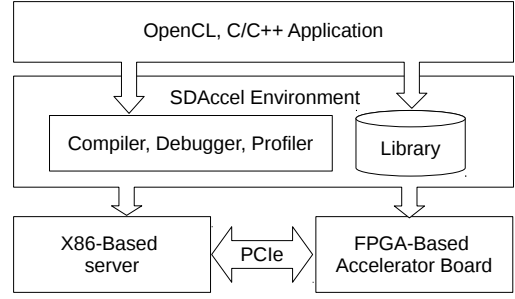 OpenCL, C/C++ Application
SDAccel Environment
Compiler, Debugger, Profiler
Library
X86-Based
server
PCIe
FPGA-Based
Accelerator Board